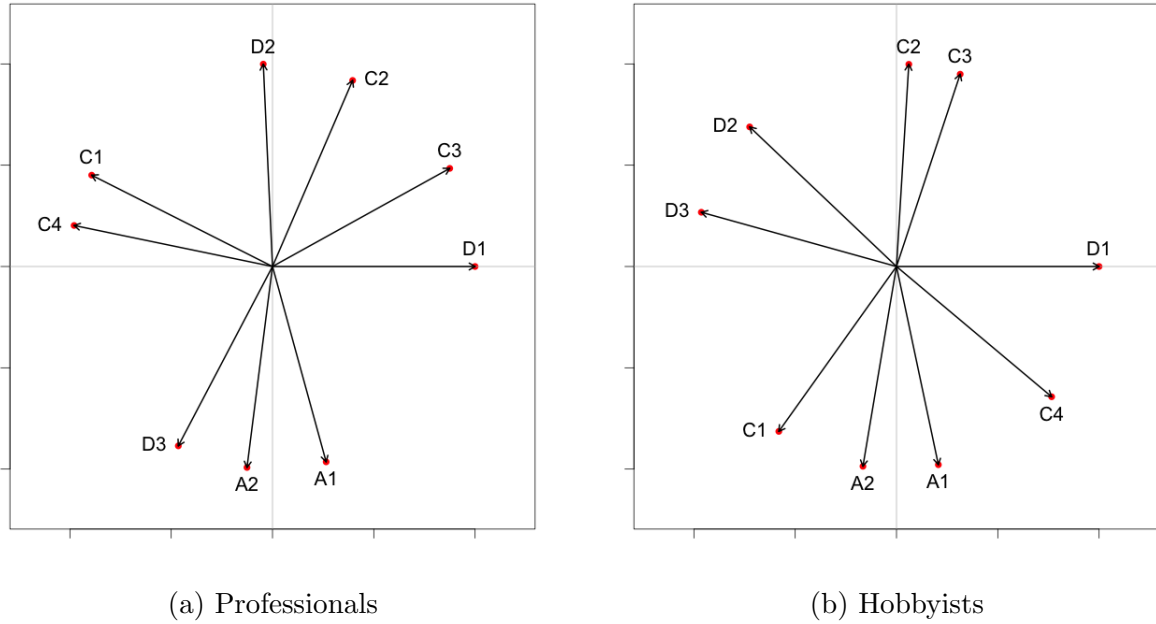 D2
C2
C1
C3
C4
D1
D3
A2
A1
C2
C3
D2
D3
D1
C4
C1
A2
A1
(a) Professionals
(b) Hobbyists